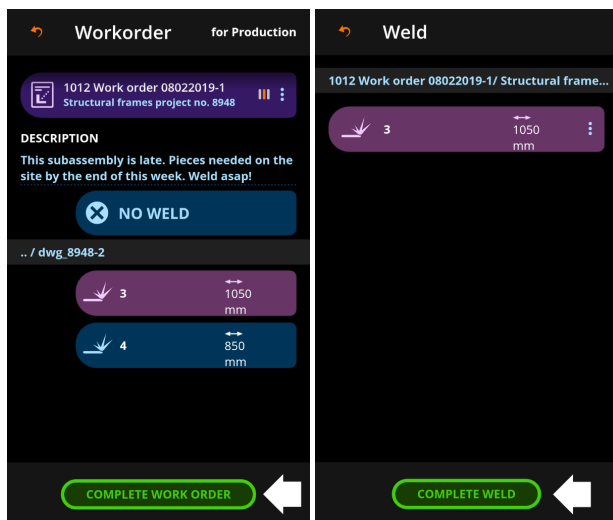 Workorder
for Production
1012 Work order 08022019-1
Structural frames project no. 8948
DESCRIPTION
This subassembly is late. Pieces needed on the
site by the end of this week. Weld asap!
NO WELD
.. / dwg_8948-2
3
1050
mm
4
850
mm
COMPLETE WORK ORDER
Weld
1012 Work order 08022019-1/ Structural frame...
3
1050
mm
COMPLETE WELD